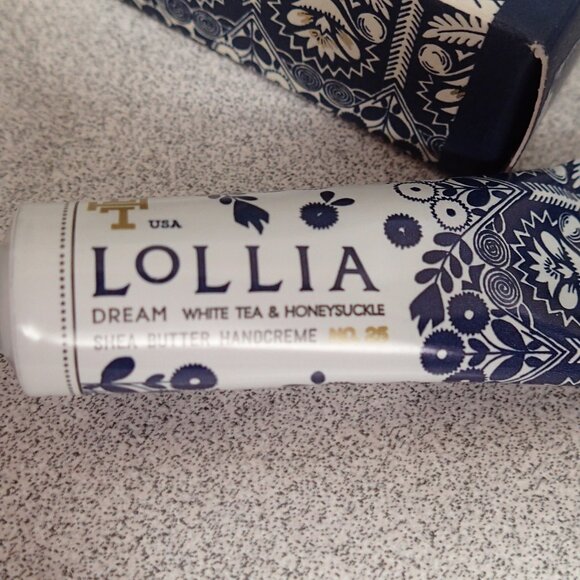 USA
LOLLIA
DREAM WHITE TEA & HONEYSUCKLE
SHEA BUTTER HANDCREME NO. 25